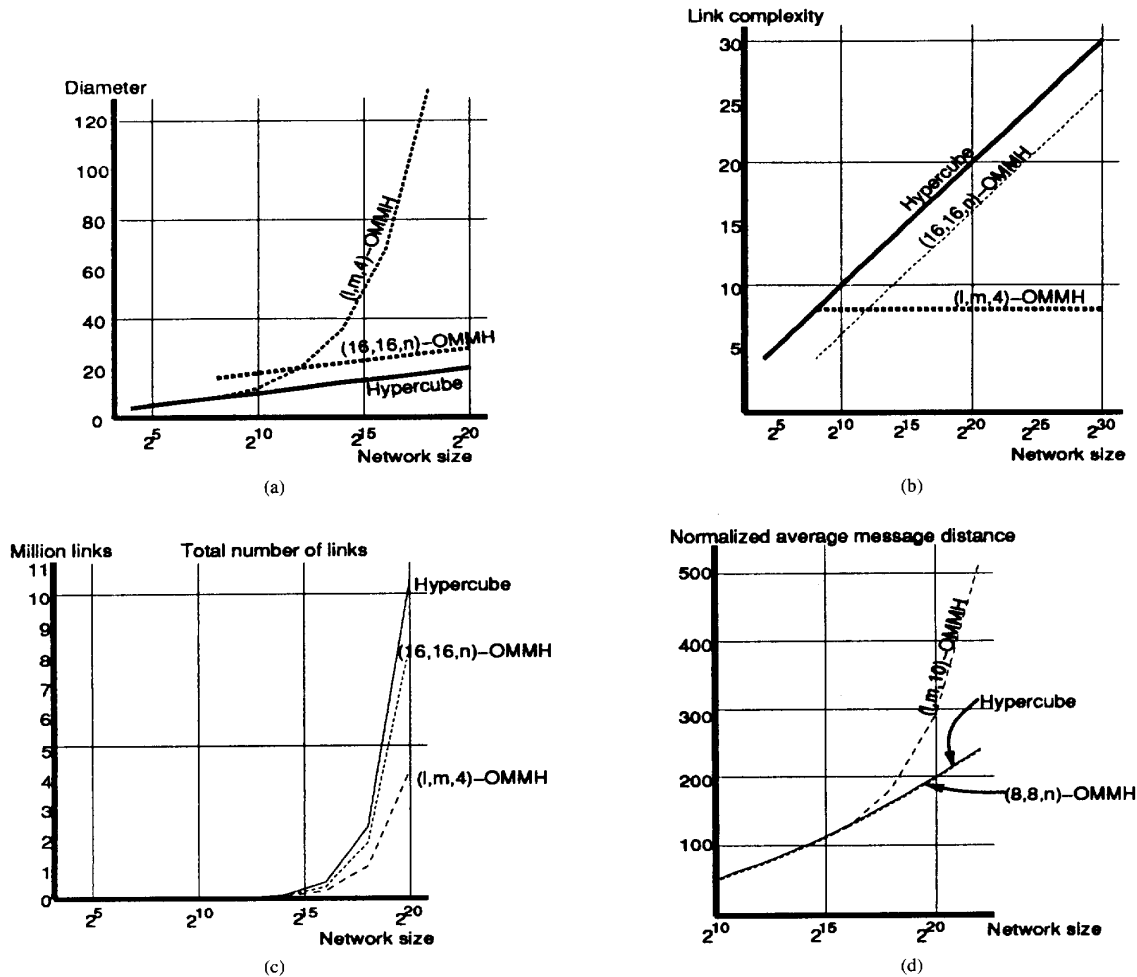 Diameter
120
100
80
60
40
20
0
(l,m,4)-OMMH
(16,16,n)-OMMH
Hypercube
2^5 2^10 2^15 2^20
Network size
(a)
Link complexity
30
25
20
15
10
5
Hypercube
(16,16,n)-OMMH
(l,m,4)-OMMH
2^5 2^10 2^15 2^20 2^20 2^30
Network size
(b)
Million links Total number of links
11
10
9
8
7
6
5
4
3
2
1
0
Hypercube
(16,16,n)-OMMH
(l,m,4)-OMMH
2^5 2^10 2^15 2^20
Network size
(c)
Normalized average message distance
500
400
300
200
100
(l,m,10)-OMMH
Hypercube
(8,8,n)-OMMH
2^10 2^15 2^20 Network size
(d)